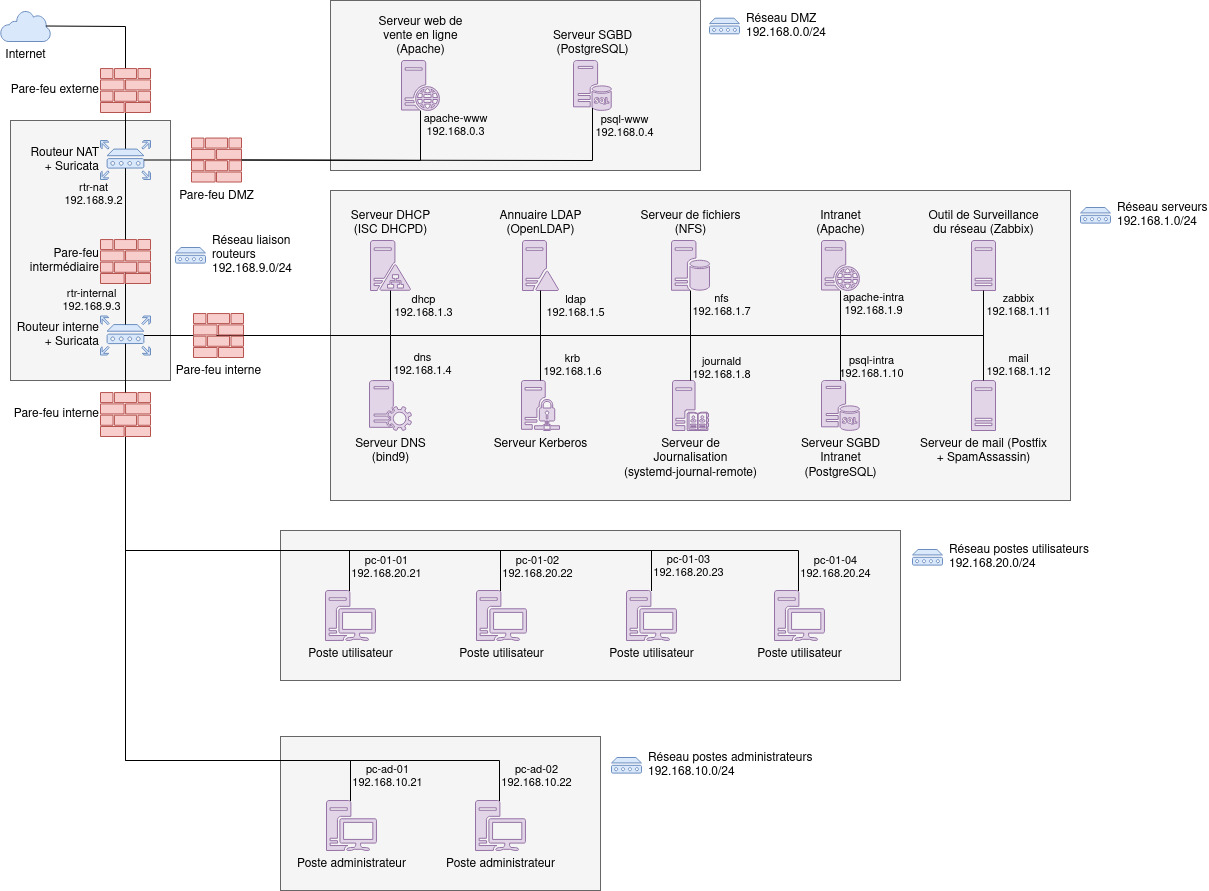 Internet
Pare-feu externe
Routeur NAT
+ Suricata
rtr-nat
192.168.9.2
Pare-feu DMZ
Pare-feu
intermédiaire
Réseau liaison
routeurs
192.168.9.0/24
rtr-internal
192.168.9.3
Routeur interne
+ Suricata
Pare-feu interne
Pare-feu interne
Serveur web de
vente en ligne
(Apache)
apache-www
192.168.0.3
Serveur SGBD
(PostgreSQL)
SQL
psql-www
192.168.0.4
Réseau DMZ
192.168.0.0/24
Serveur DHCP
(ISC DHCPD)
dhcp
192.168.1.3
Annuaire LDAP
(OpenLDAP)
ldap
192.168.1.5
Serveur de fichiers
(NFS)
nfs
192.168.1.7
Intranet
(Apache)
apache-intra
192.168.1.9
Outil de Surveillance
du réseau (Zabbix)
zabbix
192.168.1.11
Réseau serveurs
192.168.1.0/24
dns
192.168.1.4
Serveur DNS
(bind9)
krb
192.168.1.6
Serveur Kerberos
journald
192.168.1.8
Serveur de
Journalisation
(systemd-journal-remote)
psql-intra
192.168.1.10
SQL
Serveur SGBD
Intranet
(PostgreSQL)
mail
192.168.1.12
Serveur de mail (Postfix
+ SpamAssassin)
pc-01-01
192.168.20.21
Poste utilisateur
pc-01-02
192.168.20.22
Poste utilisateur
pc-01-03
192.168.20.23
Poste utilisateur
pc-01-04
192.168.20.24
Poste utilisateur
Réseau postes utilisateurs
192.168.20.0/24
pc-ad-01
192.168.10.21
Poste administrateur
pc-ad-02
192.168.10.22
Poste administrateur
Réseau postes administrateurs
192.168.10.0/24